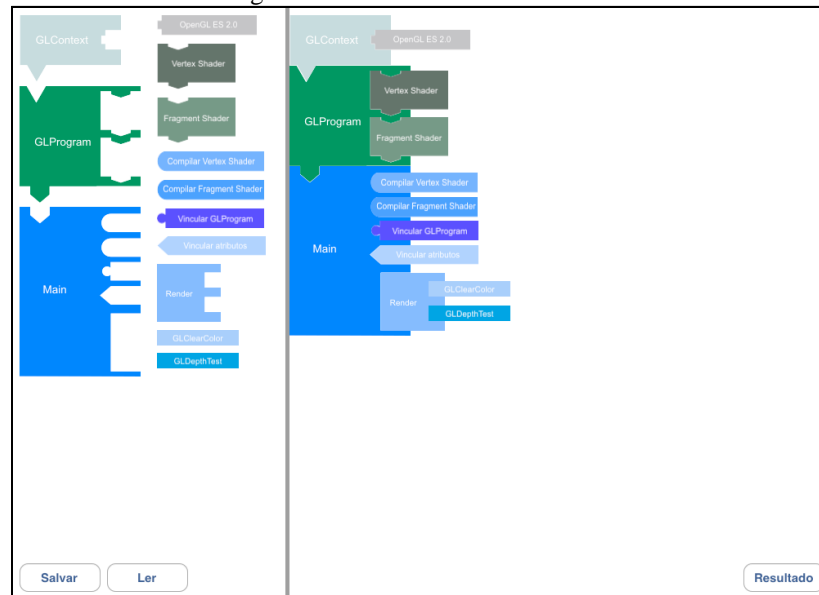 GLContext
OpenGL ES 2.0
Vertex Shader
Fragment Shader
GLProgram
Compilar Vertex Shader
Compilar Fragment Shader
Vincular GLProgram
Vincular atributos
Main
Render
GLClearColor
GLDepthTest
Salvar
Ler
GLContext
OpenGL ES 2.0
Vertex Shader
GLProgram
Fragment Shader
Compilar Vertex Shader
Compilar Fragment Shader
Vincular GLProgram
Main
Vincular atributos
GLClearColor
Render
GLDepthTest
Resultado